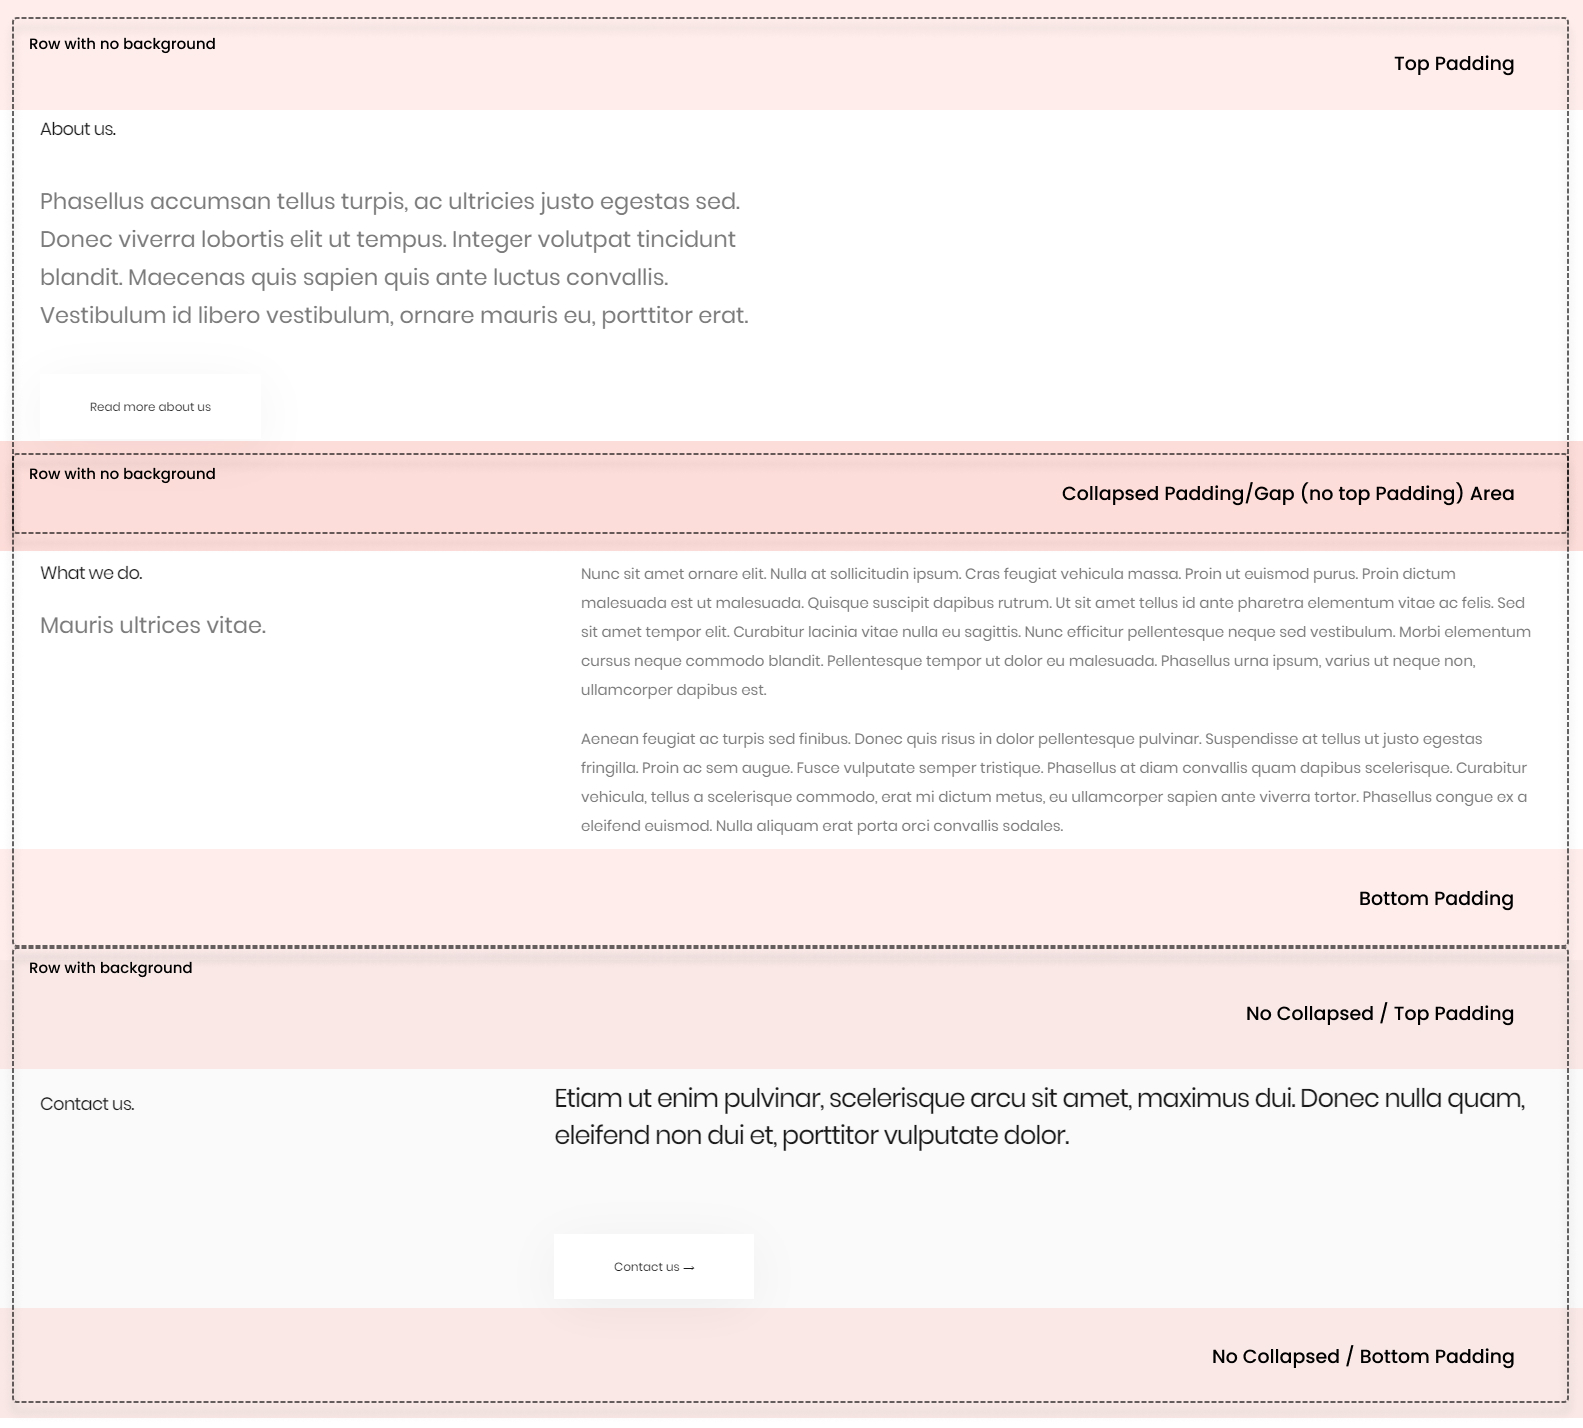 Row with no background
Top Padding
About us.
Phasellus accumsan tellus turpis, ac ultricies justo egestas sed.
Donec viverra lobortis elit ut tempus. Integer volutpat tincidunt
blandit. Maecenas quis sapien quis ante luctus convallis.
Vestibulum id libero vestibulum, ornare mauris eu, porttitor erat.
Read more about us
Row with no background
Collapsed Padding/Gap (no top Padding) Area
What we do.
Mauris ultrices vitae.
Nunc sit amet ornare elit. Nulla at sollicitudin ipsum. Cras feugiat vehicula massa. Proin ut euismod purus. Proin dictum
malesuada est ut malesuada. Quisque suscipit dapibus rutrum. Ut sit amet tellus id ante pharetra elementum vitae ac felis. Sed
sit amet tempor elit. Curabitur lacinia vitae nulla eu sagittis. Nunc efficitur pellentesque neque sed vestibulum. Morbi elementum
cursus neque commodo blandit. Pellentesque tempor ut dolor eu malesuada. Phasellus urna ipsum, varius ut neque non,
ullamcorper dapibus est.
Aenean feugiat ac turpis sed finibus. Donec quis risus in dolor pellentesque pulvinar. Suspendisse at tellus ut justo egestas
fringilla. Proin ac sem augue. Fusce vulputate semper tristique. Phasellus at diam convallis quam dapibus scelerisque. Curabitur
vehicula, tellus a scelerisque commodo, erat mi dictum metus, eu ullamcorper sapien ante viverra tortor. Phasellus congue ex a
eleifend euismod. Nulla aliquam erat porta orci convallis sodales.
Bottom Padding
Row with background
No Collapsed / Top Padding
Contact us.
Etiam ut enim pulvinar, scelerisque arcu sit amet, maximus dui. Donec nulla quam,
eleifend non dui et, porttitor vulputate dolor.
Contact us →
No Collapsed / Bottom Padding